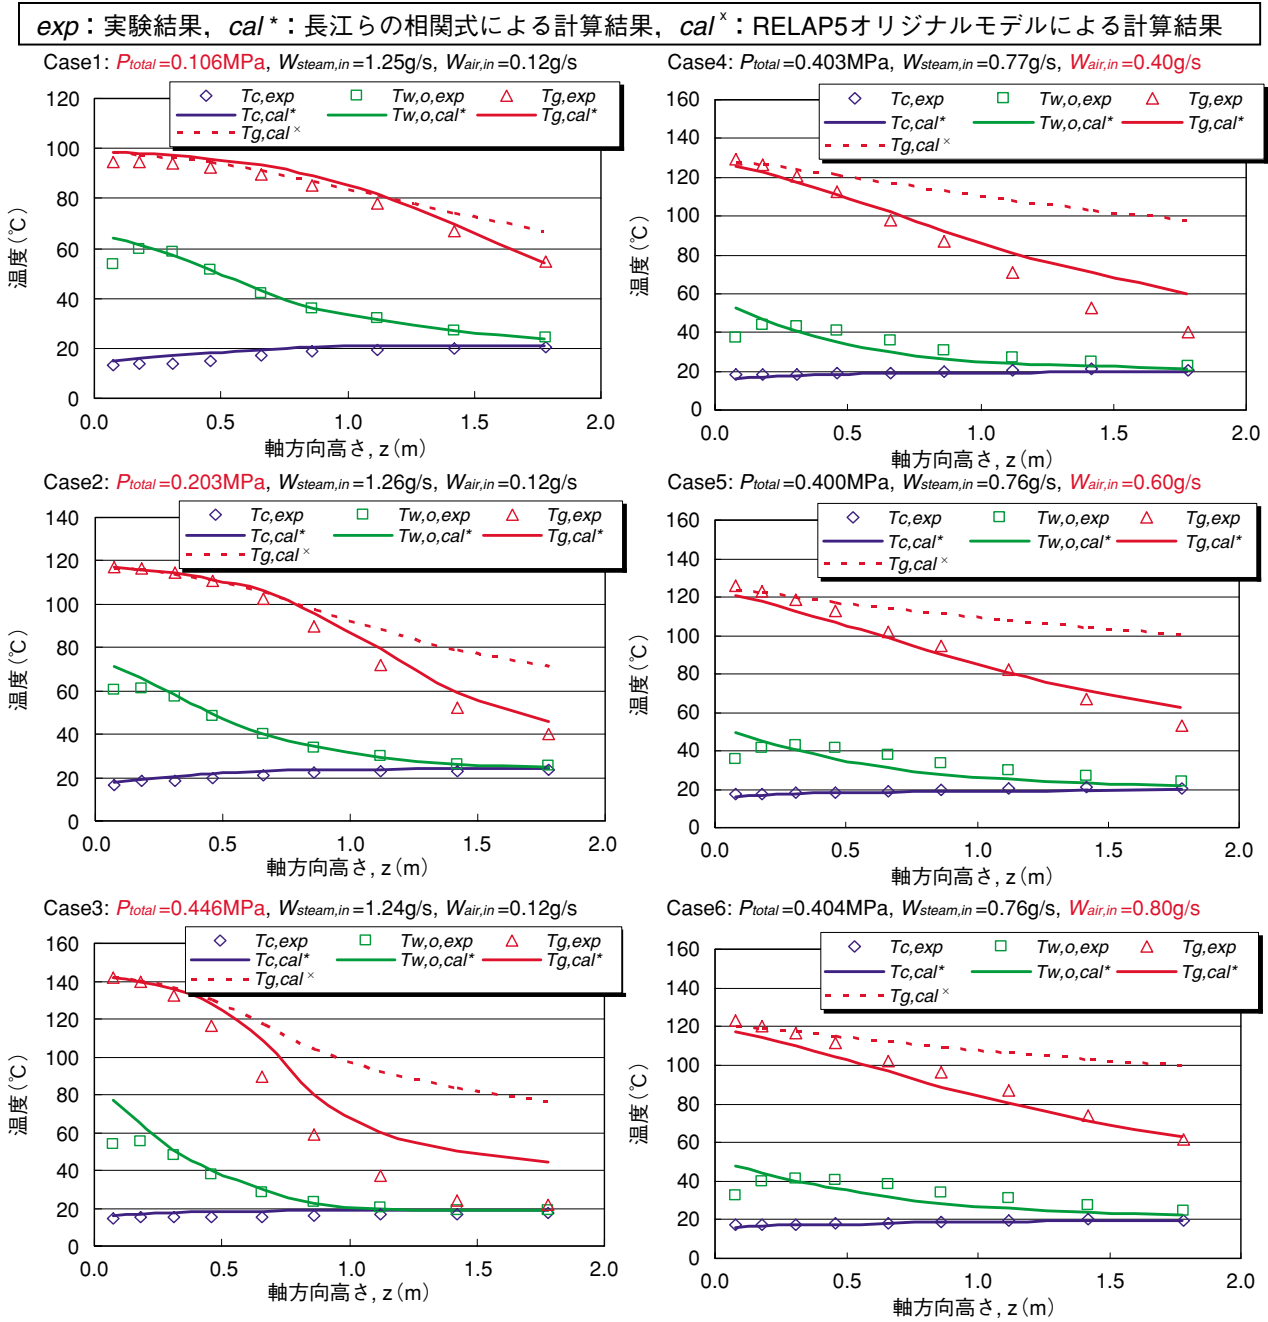 exp：実験結果，cal *：長江らの相関式による計算結果，cal x：RELAP5オリジナルモデルによる計算結果
Case1: Ptotal=0.106MPa, Wsteam,in=1.25g/s, Wair,in=0.12g/s
Tc,exp Tw,o,exp Tg,exp
Tc,cal* Tw,o,cal* Tg,cal*
Tg,cal×
温度(℃)
120
100
80
60
40
20
0
0.0 0.5 1.0 1.5 2.0
軸方向高さ, z(m)
Case2: Ptotal=0.203MPa, Wsteam,in=1.26g/s, Wair,in=0.12g/s
Tc,exp Tw,o,exp Tg,exp
Tc,cal* Tw,o,cal* Tg,cal*
Tg,cal×
温度(℃)
140
120
100
80
60
40
20
0
0.0 0.5 1.0 1.5 2.0
軸方向高さ, z(m)
Case3: Ptotal=0.446MPa, Wsteam,in=1.24g/s, Wair,in=0.12g/s
Tc,exp Tw,o,exp Tg,exp
Tc,cal* Tw,o,cal* Tg,cal*
Tg,cal×
温度(℃)
160
140
120
100
80
60
40
20
0
0.0 0.5 1.0 1.5 2.0
軸方向高さ, z(m)
Case4: Ptotal=0.403MPa, Wsteam,in=0.77g/s, Wair,in=0.40g/s
Tc,exp Tw,o,exp Tg,exp
Tc,cal* Tw,o,cal* Tg,cal*
Tg,cal×
温度(℃)
160
140
120
100
80
60
40
20
0
0.0 0.5 1.0 1.5 2.0
軸方向高さ, z(m)
Case5: Ptotal=0.400MPa, Wsteam,in=0.76g/s, Wair,in=0.60g/s
Tc,exp Tw,o,exp Tg,exp
Tc,cal* Tw,o,cal* Tg,cal*
Tg,cal×
温度(℃)
160
140
120
100
80
60
40
20
0
0.0 0.5 1.0 1.5 2.0
軸方向高さ, z(m)
Case6: Ptotal=0.404MPa, Wsteam,in=0.76g/s, Wair,in=0.80g/s
Tc,exp Tw,o,exp Tg,exp
Tc,cal* Tw,o,cal* Tg,cal*
Tg,cal×
温度(℃)
160
140
120
100
80
60
40
20
0
0.0 0.5 1.0 1.5 2.0
軸方向高さ, z(m)